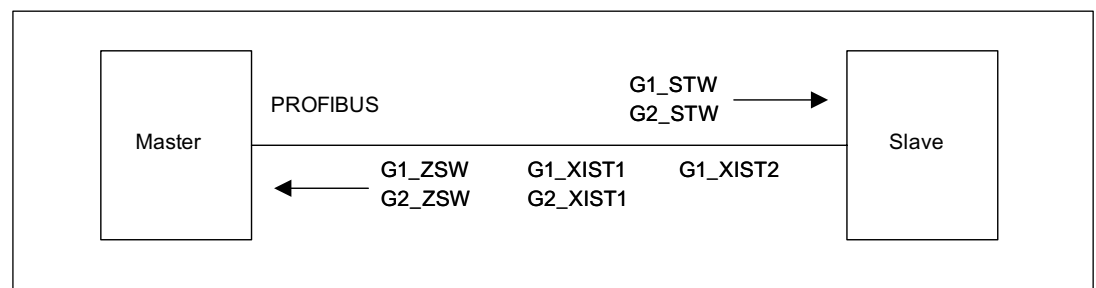 G1_STW
PROFIBUS
G2_STW
Master
Slave
G1_ZSW G1_XIST1 G1_XIST2
G2_ZSW G2_XIST1